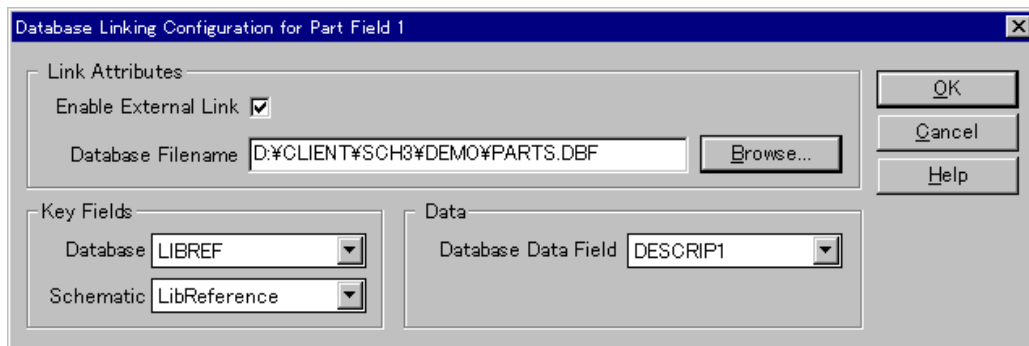 Database Linking Configuration for Part Field 1
Link Attributes
Enable External Link
Database Filename D:¥CLIENT¥SCH3¥DEMO¥PARTS.DBF Browse...
OK
Cancel
Help
Key Fields
Database LIBREF
Schematic LibReference
Data
Database Data Field DESCRIP1